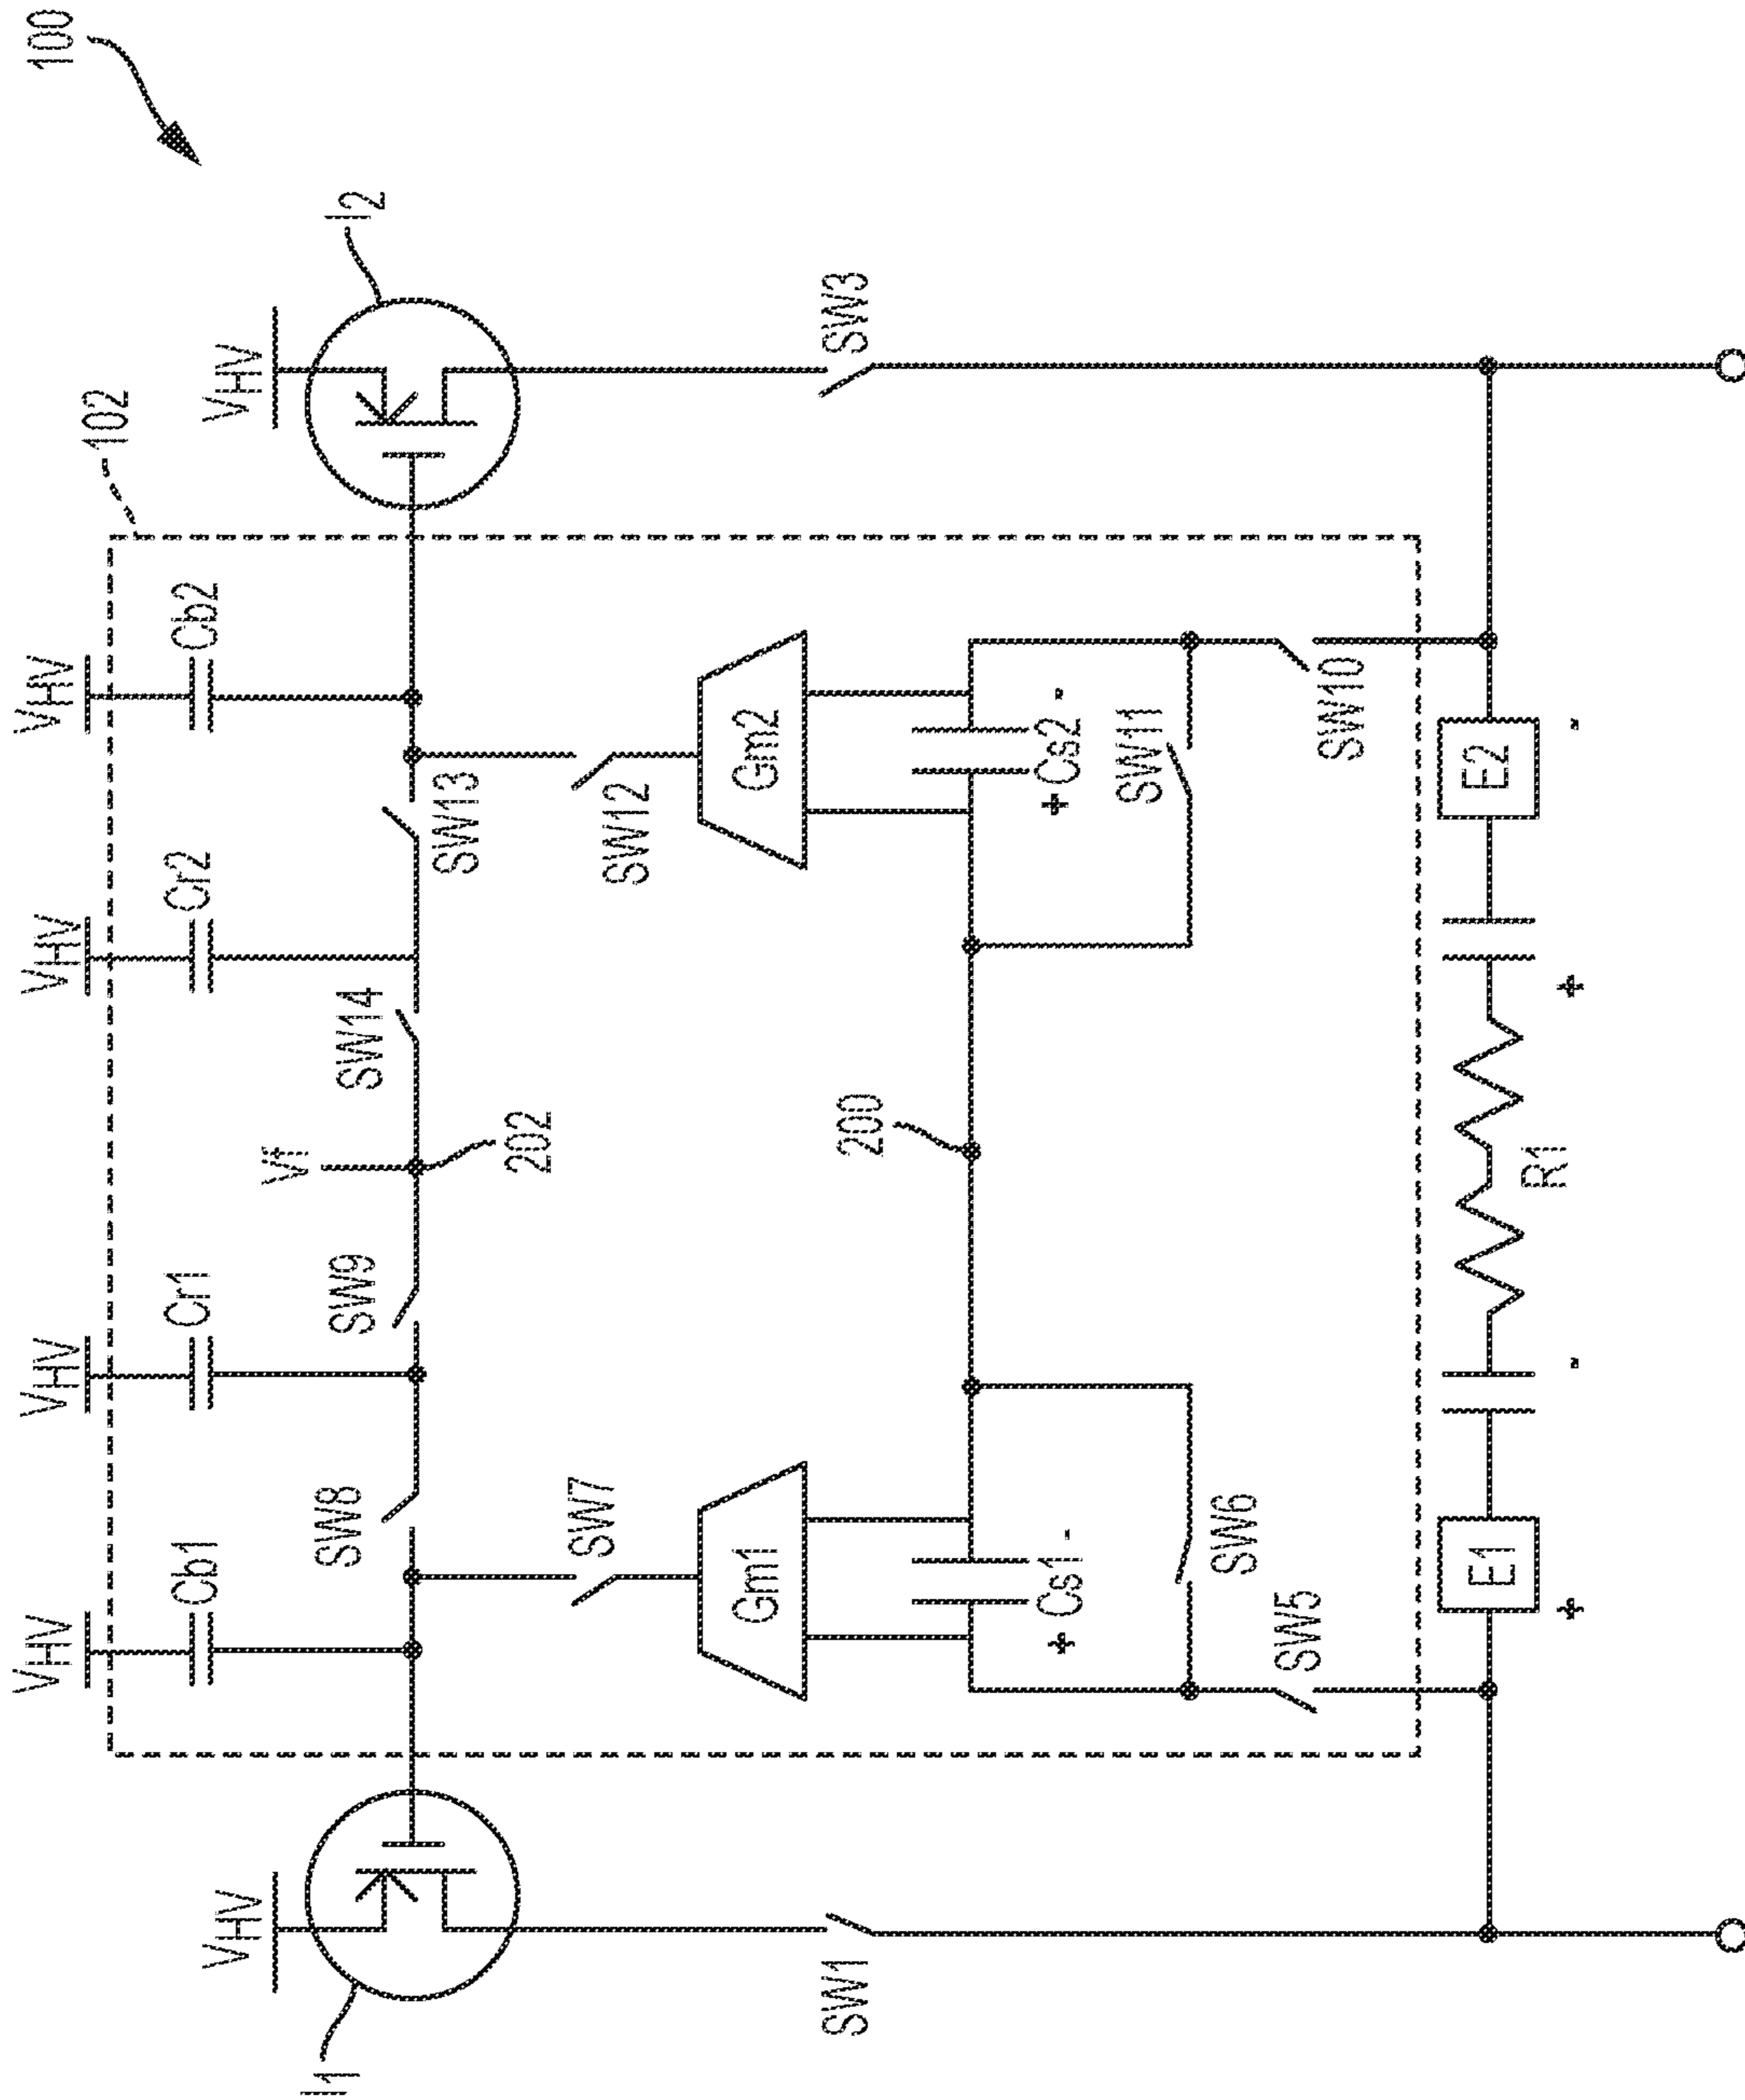 100
I2
VHV
102
SW3
VHV
Cb2
SW13
SW12
Gm2
+ Cs2 -
SW11
SW10
E2
-
VHV
Cr2
SW14
+
Vf
202
200
R1
VHV
Cr1
SW9
-
VHV
Cb1
SW8
SW7
Gm1
+ Cs1 -
SW6
SW5
E1
+
VHV
I1
SW1